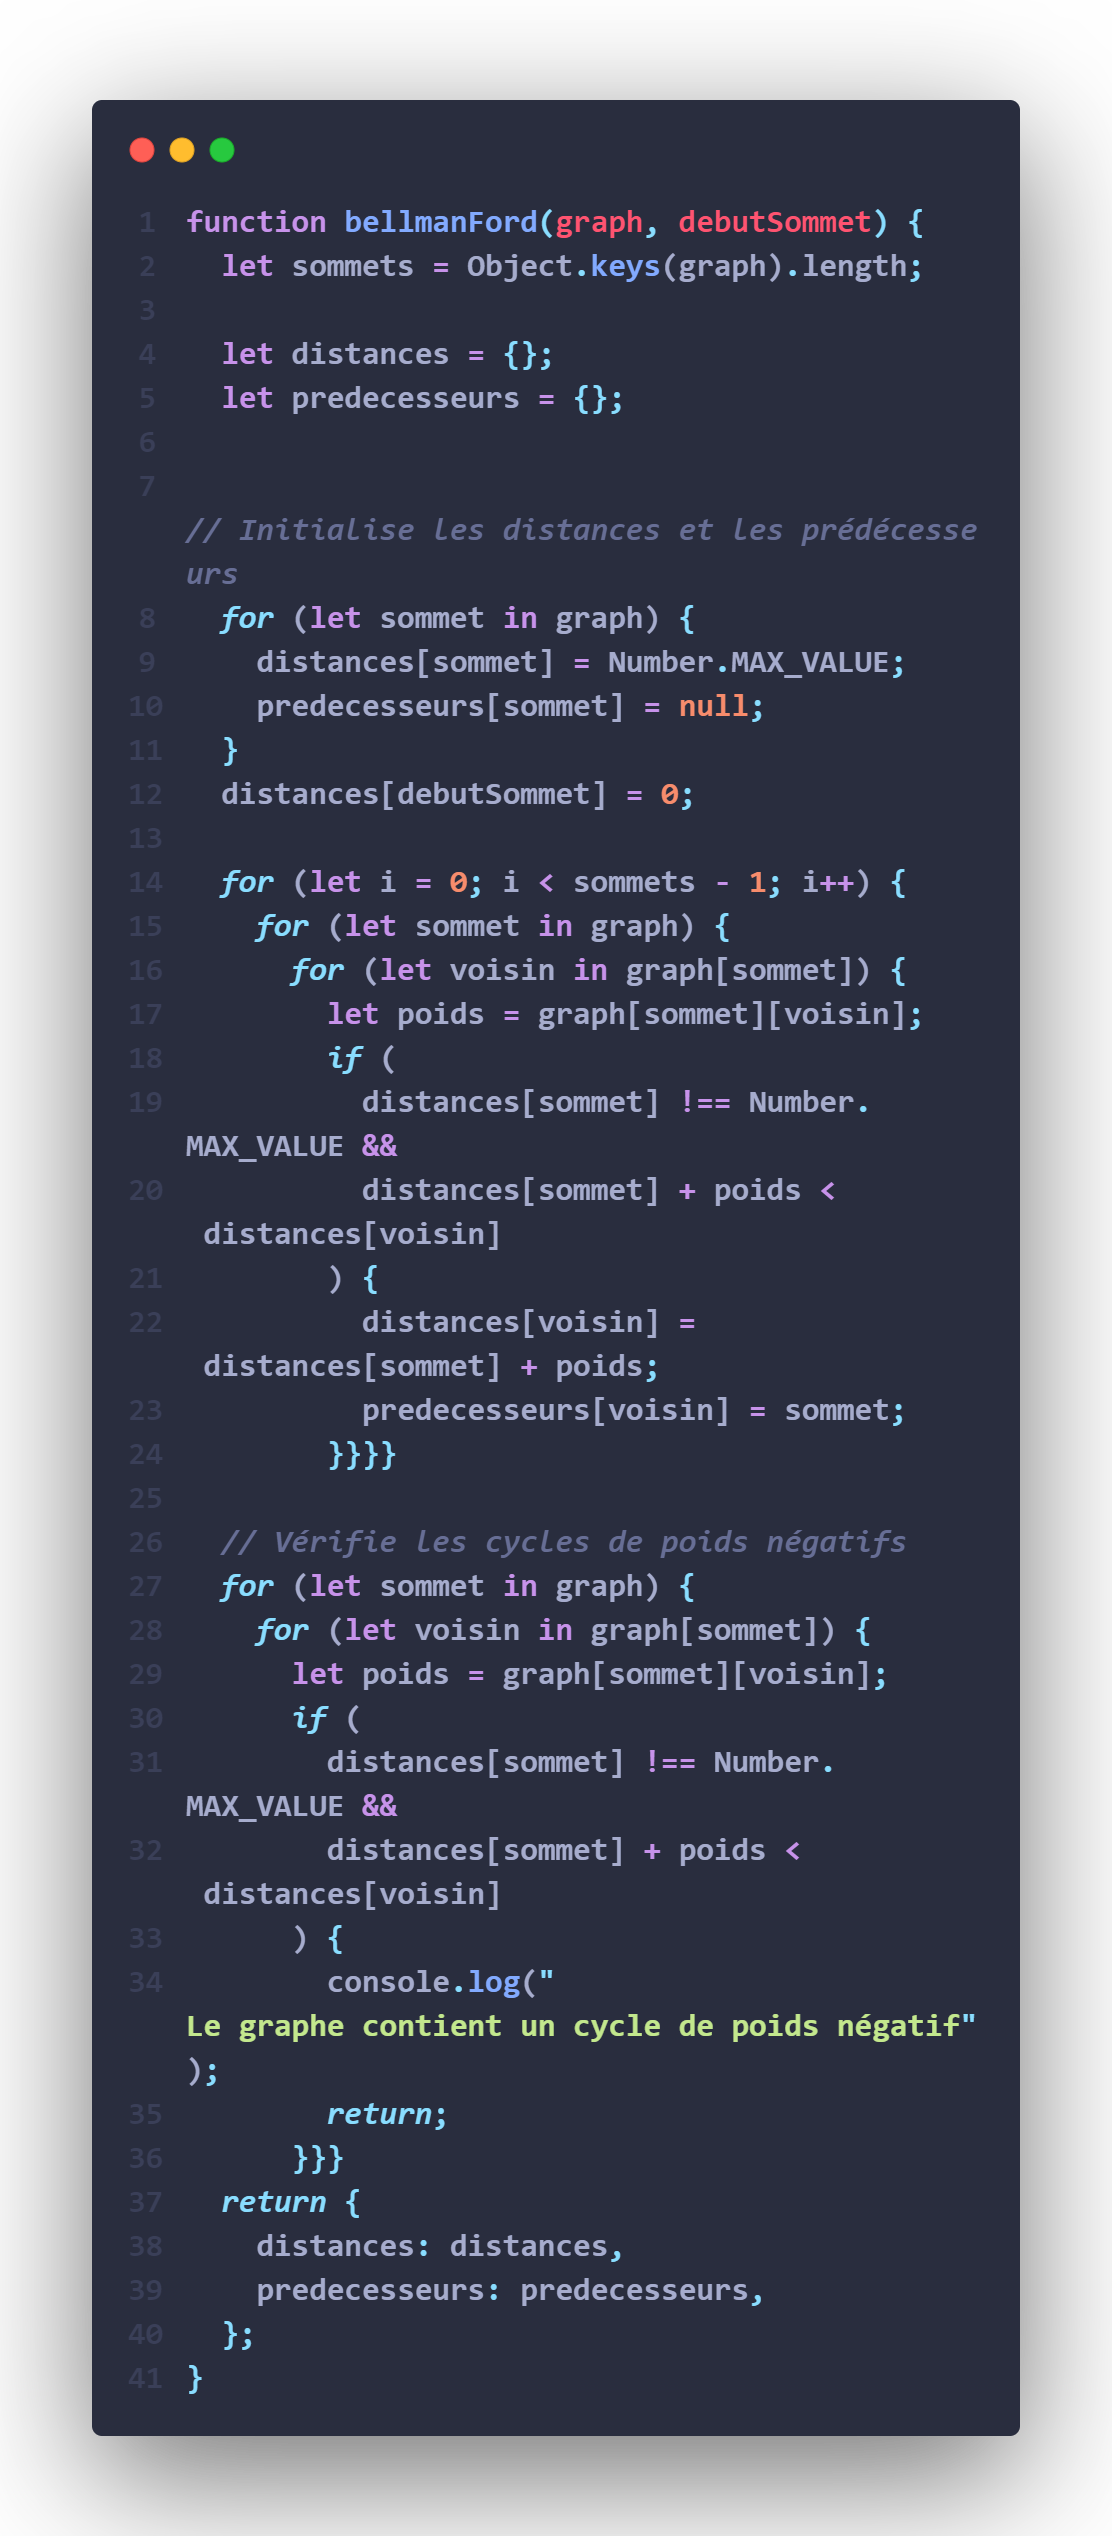 1 function bellmanFord(graph, debutSommet) {
2   let sommets = Object.keys(graph).length;
3
4   let distances = {};
5   let predecesseurs = {};
6
7
// Initialise les distances et les prédécesse
urs
8   for (let sommet in graph) {
9     distances[sommet] = Number.MAX_VALUE;
10     predecesseurs[sommet] = null;
11   }
12   distances[debutSommet] = 0;
13
14   for (let i = 0; i < sommets - 1; i++) {
15     for (let sommet in graph) {
16       for (let voisin in graph[sommet]) {
17         let poids = graph[sommet][voisin];
18         if (
19           distances[sommet] !== Number.
MAX_VALUE &&
20           distances[sommet] + poids <
 distances[voisin]
21         ) {
22           distances[voisin] =
 distances[sommet] + poids;
23           predecesseurs[voisin] = sommet;
24         }}}}
25
26   // Vérifie les cycles de poids négatifs
27   for (let sommet in graph) {
28     for (let voisin in graph[sommet]) {
29       let poids = graph[sommet][voisin];
30       if (
31         distances[sommet] !== Number.
MAX_VALUE &&
32         distances[sommet] + poids <
 distances[voisin]
33       ) {
34         console.log("
Le graphe contient un cycle de poids négatif"
);
35         return;
36       }}}
37   return {
38     distances: distances,
39     predecesseurs: predecesseurs,
40   };
41 }